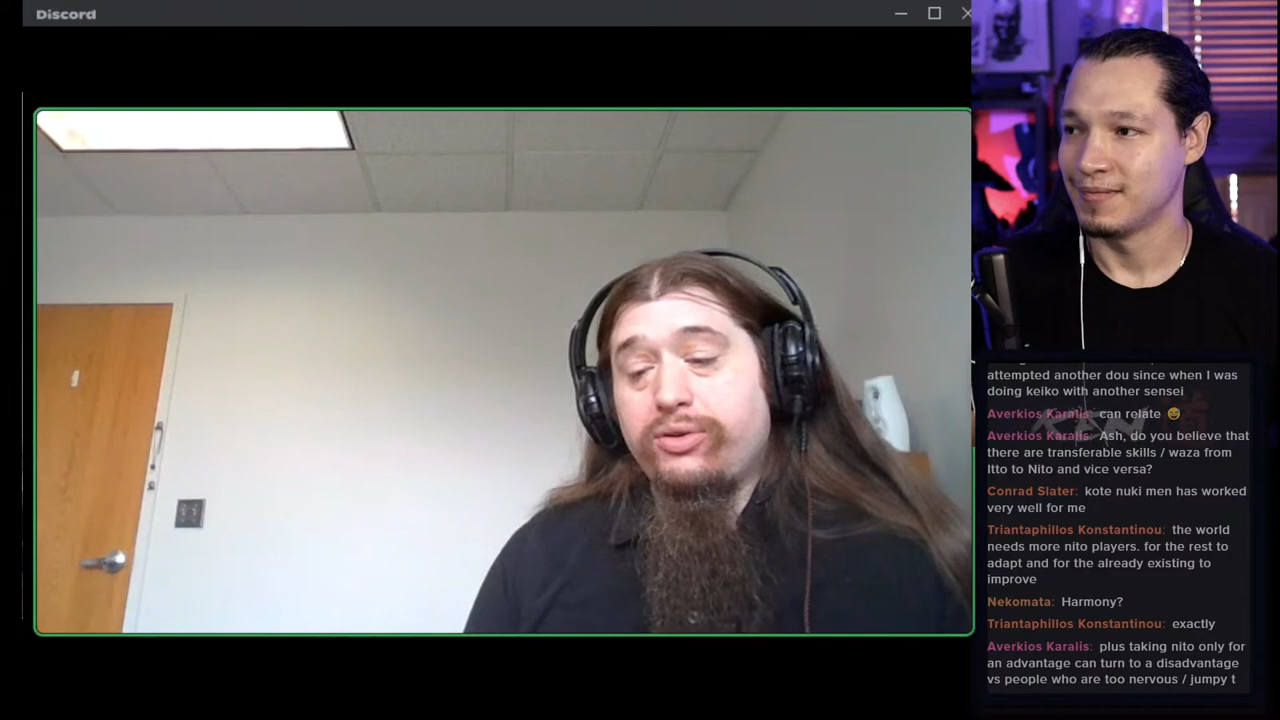 Discord
attempted another dou since when I was
doing keiko with another sensei
Averkios Karalis: can relate 😅
Averkios Karalis: Ash, do you believe that
there are transferable skills / waza from
Itto to Nito and vice versa?
Conrad Slater: kote nuki men has worked
very well for me
Triantaphillos Konstantinou: the world
needs more nito players. for the rest to
adapt and for the already existing to
improve
Nekomata: Harmony?
Triantaphillos Konstantinou: exactly
Averkios Karalis: plus taking nito only for
an advantage can turn to a disadvantage
vs people who are too nervous / jumpy t